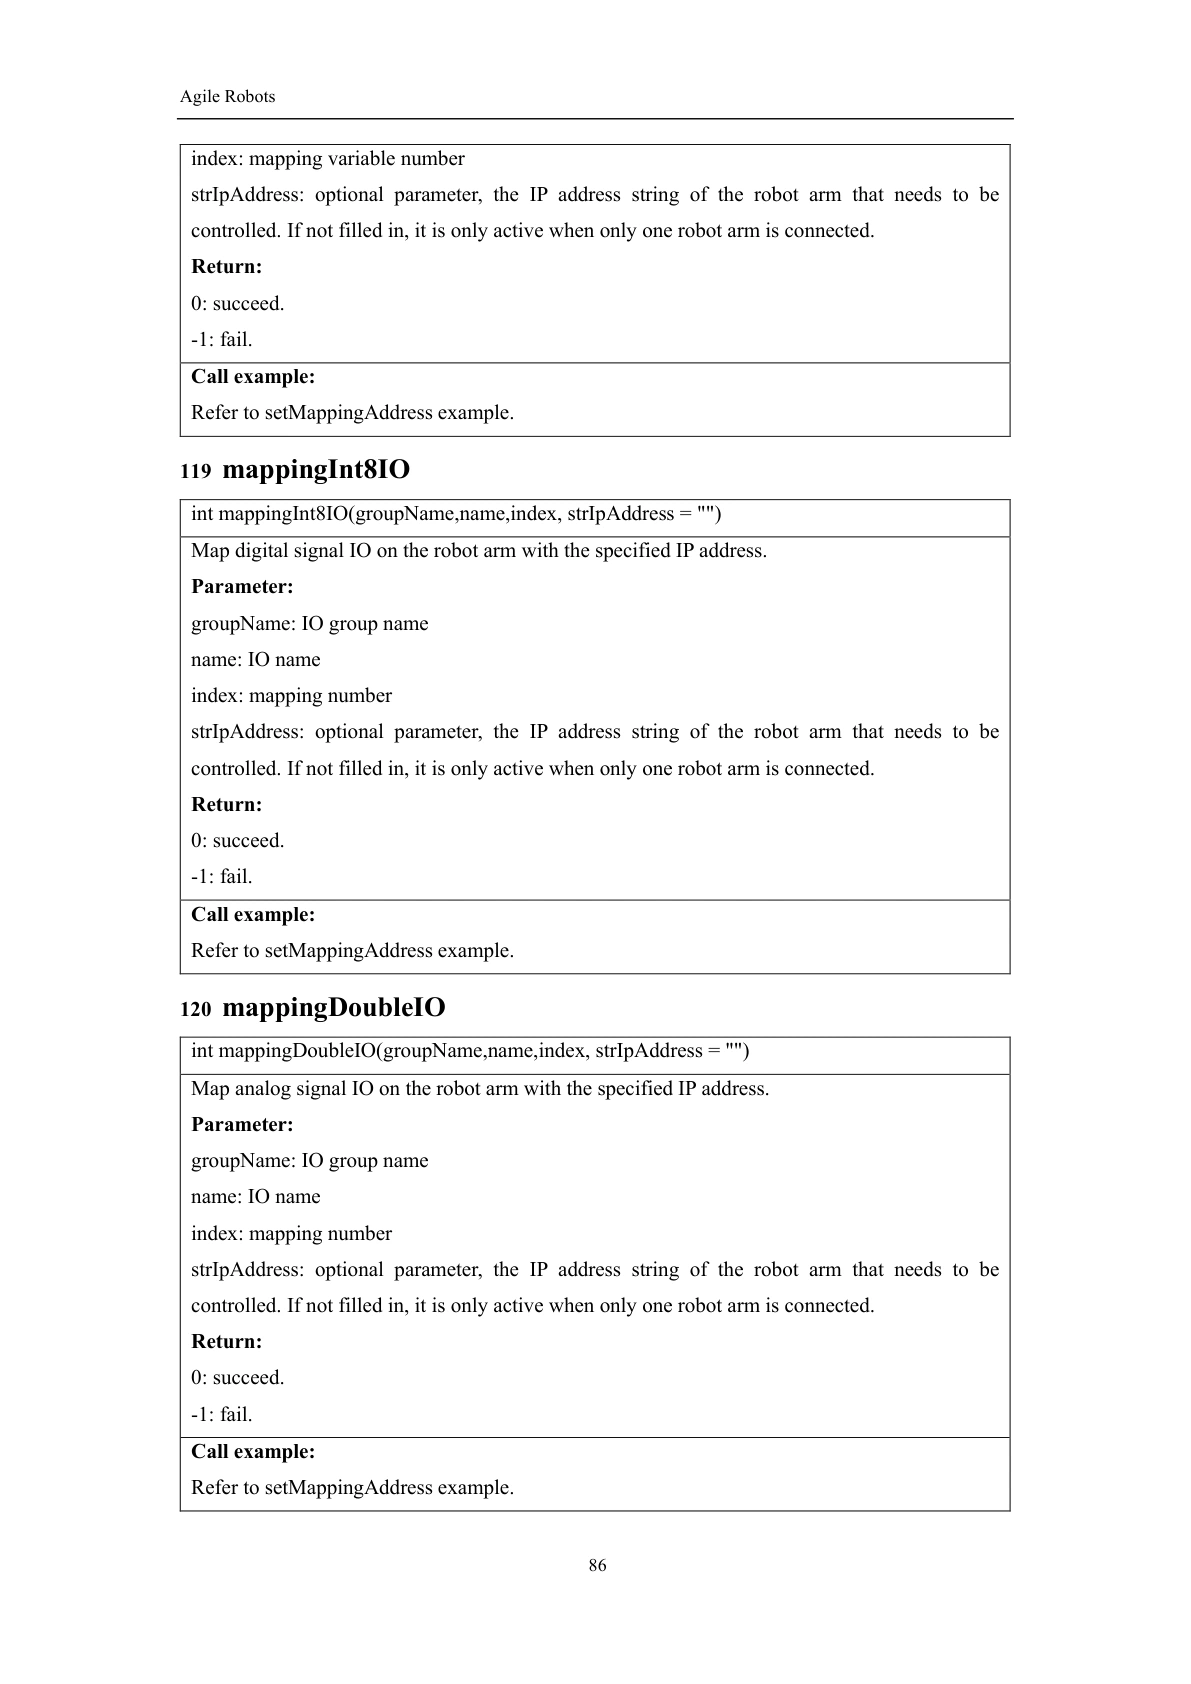 Agile Robots
index: mapping variable number
strIpAddress: optional parameter, the IP address string of the robot arm that needs to be
controlled. If not filled in, it is only active when only one robot arm is connected.
Return:
0: succeed.
-1: fail.
Call example:
Refer to setMappingAddress example.
119 mappingInt8IO
int mappingInt8IO(groupName,name,index, strIpAddress = "")
Map digital signal IO on the robot arm with the specified IP address.
Parameter:
groupName: IO group name
name: IO name
index: mapping number
strIpAddress: optional parameter, the IP address string of the robot arm that needs to be
controlled. If not filled in, it is only active when only one robot arm is connected.
Return:
0: succeed.
-1: fail.
Call example:
Refer to setMappingAddress example.
120 mappingDoubleIO
int mappingDoubleIO(groupName,name,index, strIpAddress = "")
Map analog signal IO on the robot arm with the specified IP address.
Parameter:
groupName: IO group name
name: IO name
index: mapping number
strIpAddress: optional parameter, the IP address string of the robot arm that needs to be
controlled. If not filled in, it is only active when only one robot arm is connected.
Return:
0: succeed.
-1: fail.
Call example:
Refer to setMappingAddress example.
86